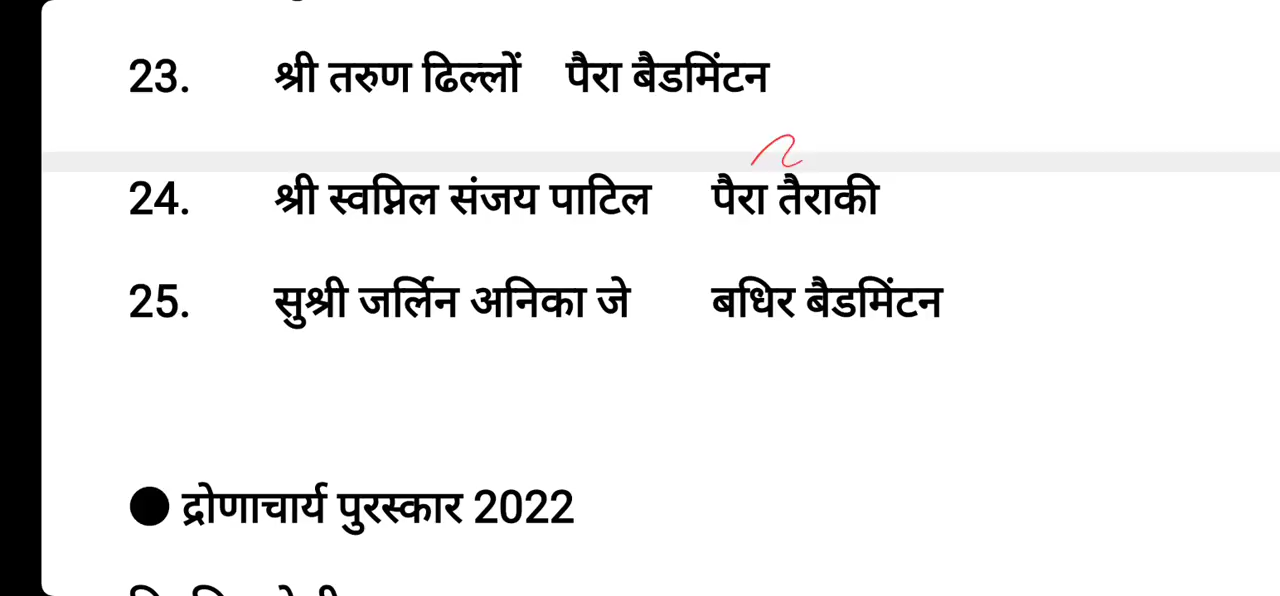 23. श्री तरुण ढिल्लों पैरा बैडमिंटन
24. श्री स्वप्निल संजय पाटिल पैरा तैराकी
25. सुश्री जर्लिन अनिका जे बधिर बैडमिंटन
● द्रोणाचार्य पुरस्कार 2022